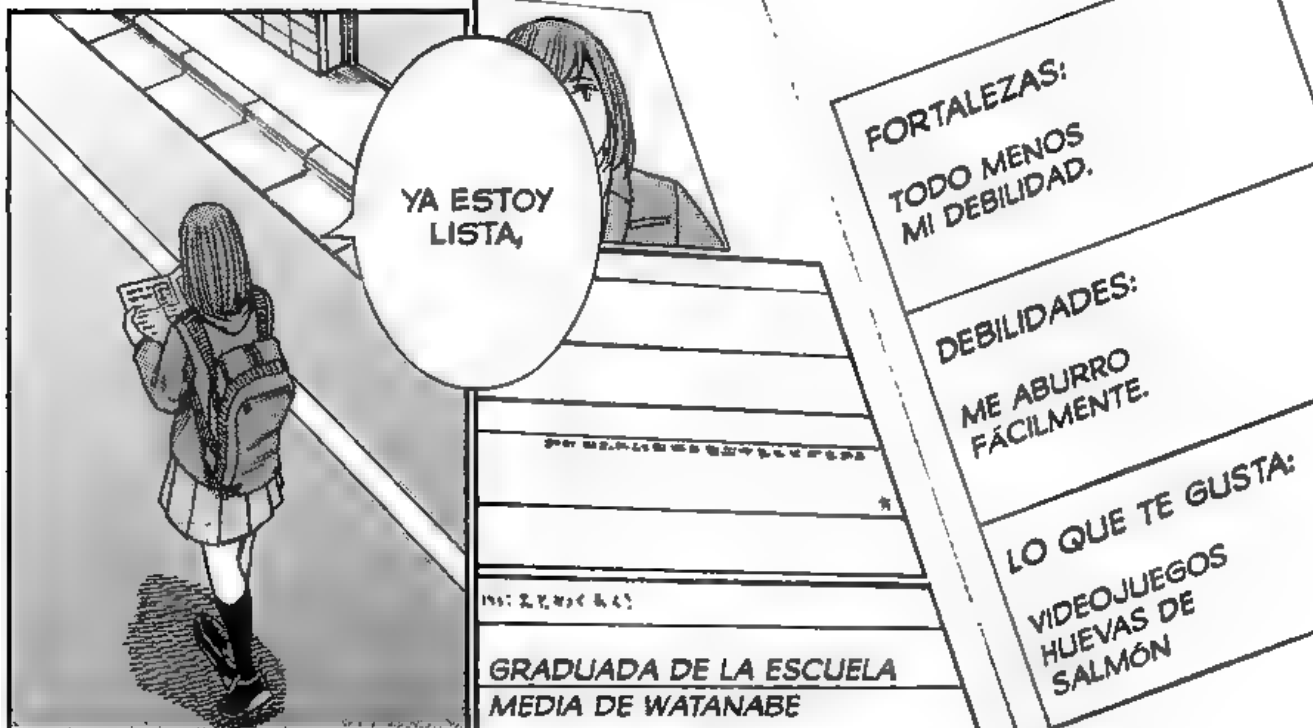 YA ESTOY
LISTA,
GRADUADA DE LA ESCUELA
MEDIA DE WATANABE
FORTALEZAS:
TODO MENOS
MI DEBILIDAD.
DEBILIDADES:
ME ABURRO
FÁCILMENTE.
LO QUE TE GUSTA:
VIDEOJUEGOS
HUEVAS DE
SALMÓN